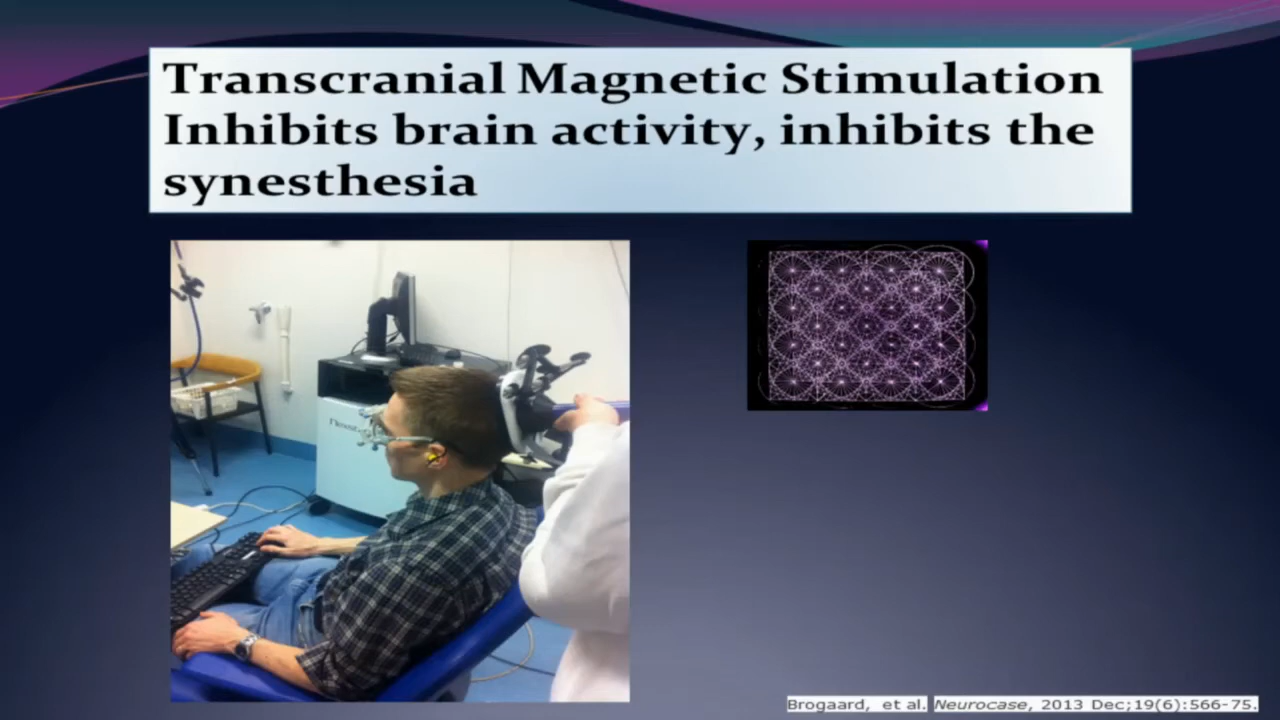 Transcranial Magnetic Stimulation
Inhibits brain activity, inhibits the
synesthesia
Brogaard, et al. Neurocase, 2013 Dec;19(6):566-75.